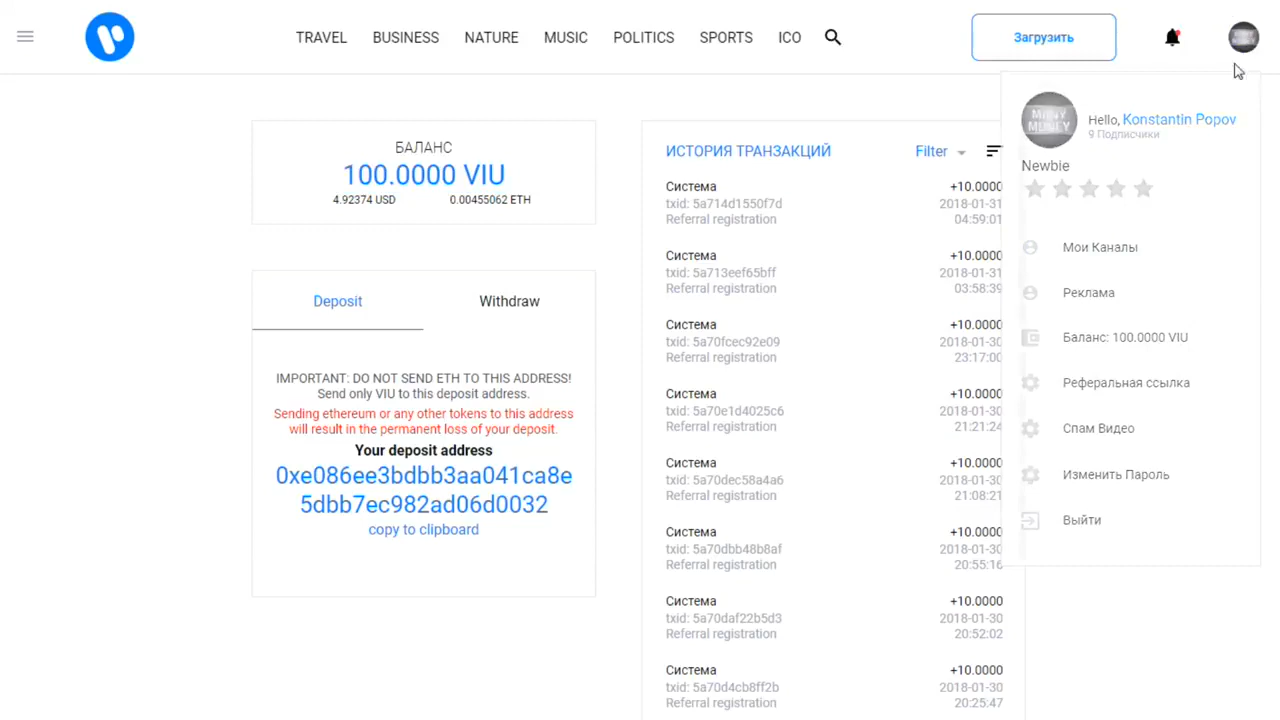 TRAVEL BUSINESS NATURE MUSIC POLITICS SPORTS ICO Загрузить
БАЛАНС
100.0000 VIU
4.92374 USD 0.00455062 ETH
Deposit Withdraw
IMPORTANT: DO NOT SEND ETH TO THIS ADDRESS!
Send only VIU to this deposit address.
Sending ethereum or any other tokens to this address
will result in the permanent loss of your deposit.
Your deposit address
0xe086ee3bdbb3aa041ca8e
5dbb7ec982ad06d0032
copy to clipboard
ИСТОРИЯ ТРАНЗАКЦИЙ Filter
Система +10.0000
txid: 5a714d1550f7d 2018-01-31
Referral registration 04:59:01
Система +10.0000
txid: 5a713eef65bff 2018-01-31
Referral registration 03:58:39
Система +10.0000
txid: 5a70fcec92e09 2018-01-30
Referral registration 23:17:00
Система +10.0000
txid: 5a70e1d4025c6 2018-01-30
Referral registration 21:21:24
Система +10.0000
txid: 5a70dec58a4a6 2018-01-30
Referral registration 21:08:21
Система +10.0000
txid: 5a70dbb48b8af 2018-01-30
Referral registration 20:55:16
Система +10.0000
txid: 5a70daf22b5d3 2018-01-30
Referral registration 20:52:02
Система +10.0000
txid: 5a70d4cb8ff2b 2018-01-30
Referral registration 20:25:47
MONEY
Hello, Konstantin Popov
9 Подписчики
Newbie
Мои Каналы
Реклама
Баланс: 100.0000 VIU
Реферальная ссылка
Спам Видео
Изменить Пароль
Выйти